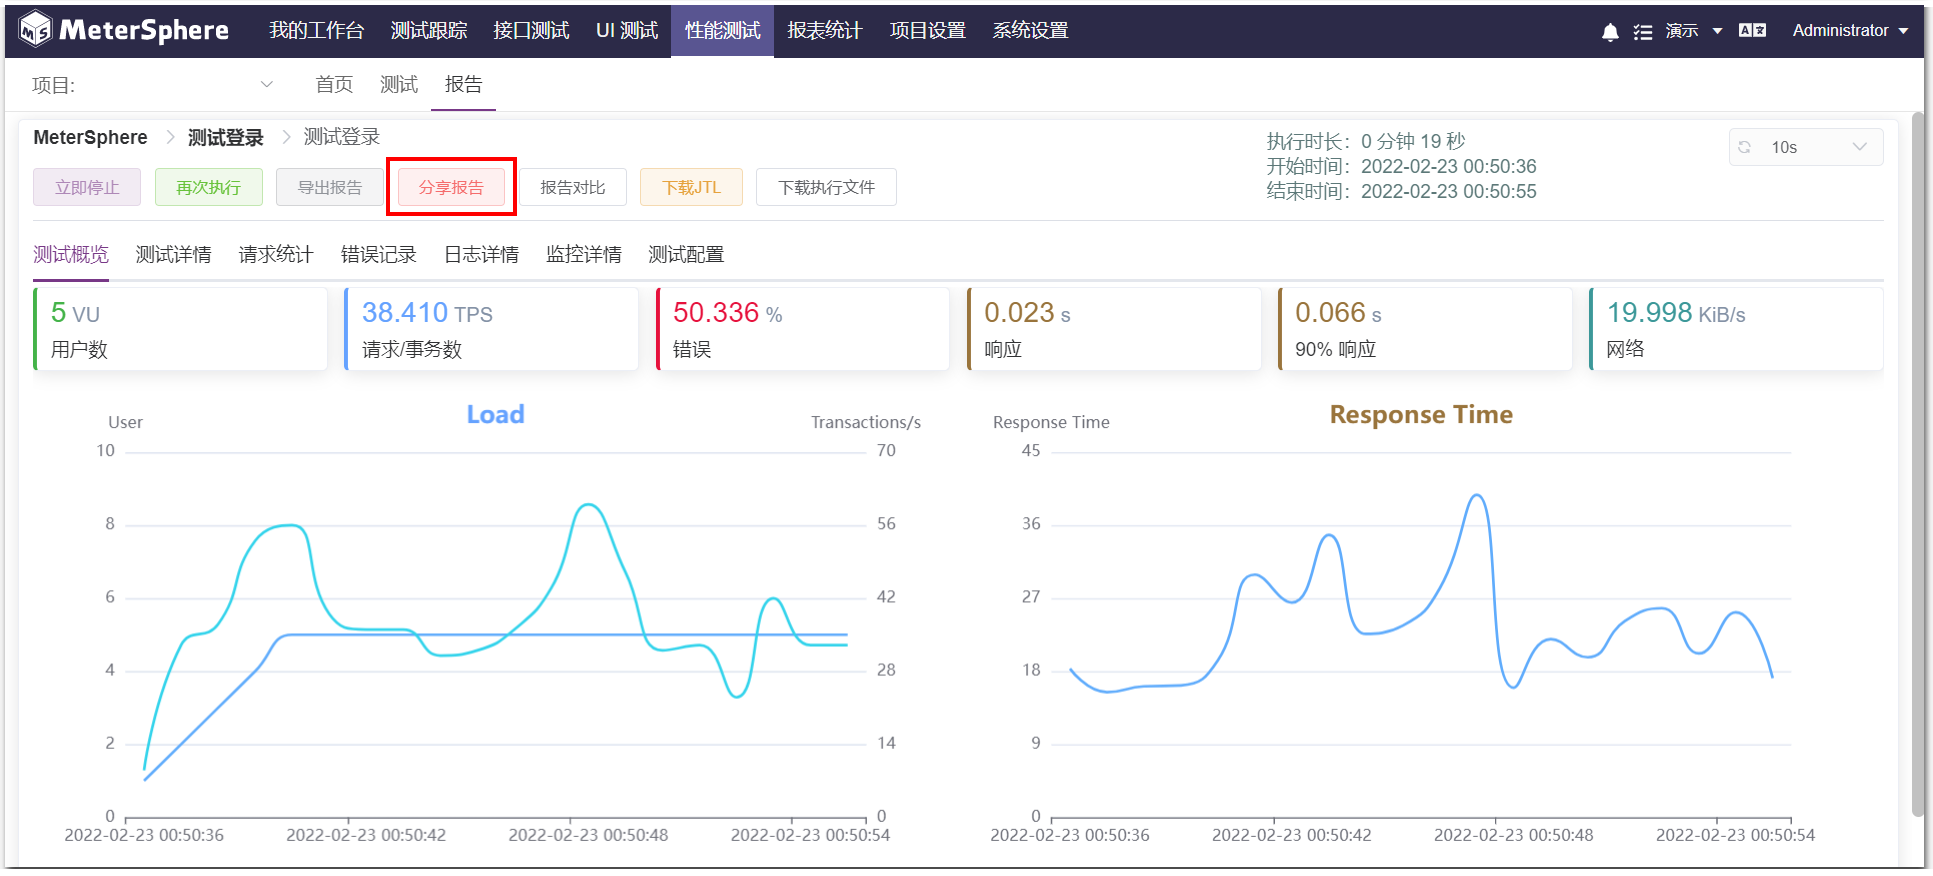 MeterSphere 我的工作台 测试跟踪 接口测试 UI 测试 性能测试 报表统计 项目设置 系统设置 演示 Administrator
项目: 首页 测试 报告
MeterSphere 测试登录 测试登录
执行时长： 0 分钟 19 秒
开始时间： 2022-02-23 00:50:36
结束时间： 2022-02-23 00:50:55
10s
立即停止 再次执行 导出报告 分享报告 报告对比 下载JTL 下载执行文件
测试概览 测试详情 请求统计 错误记录 日志详情 监控详情 测试配置
5 VU
用户数
38.410 TPS
请求/事务数
50.336 %
错误
0.023 s
响应
0.066 s
90% 响应
19.998 KiB/s
网络
Load
User
Transactions/s
10
8
6
4
2
0
70
56
42
28
14
0
2022-02-23 00:50:36 2022-02-23 00:50:42 2022-02-23 00:50:48 2022-02-23 00:50:54
Response Time
Response Time
45
36
27
18
9
0
2022-02-23 00:50:36 2022-02-23 00:50:42 2022-02-23 00:50:48 2022-02-23 00:50:54